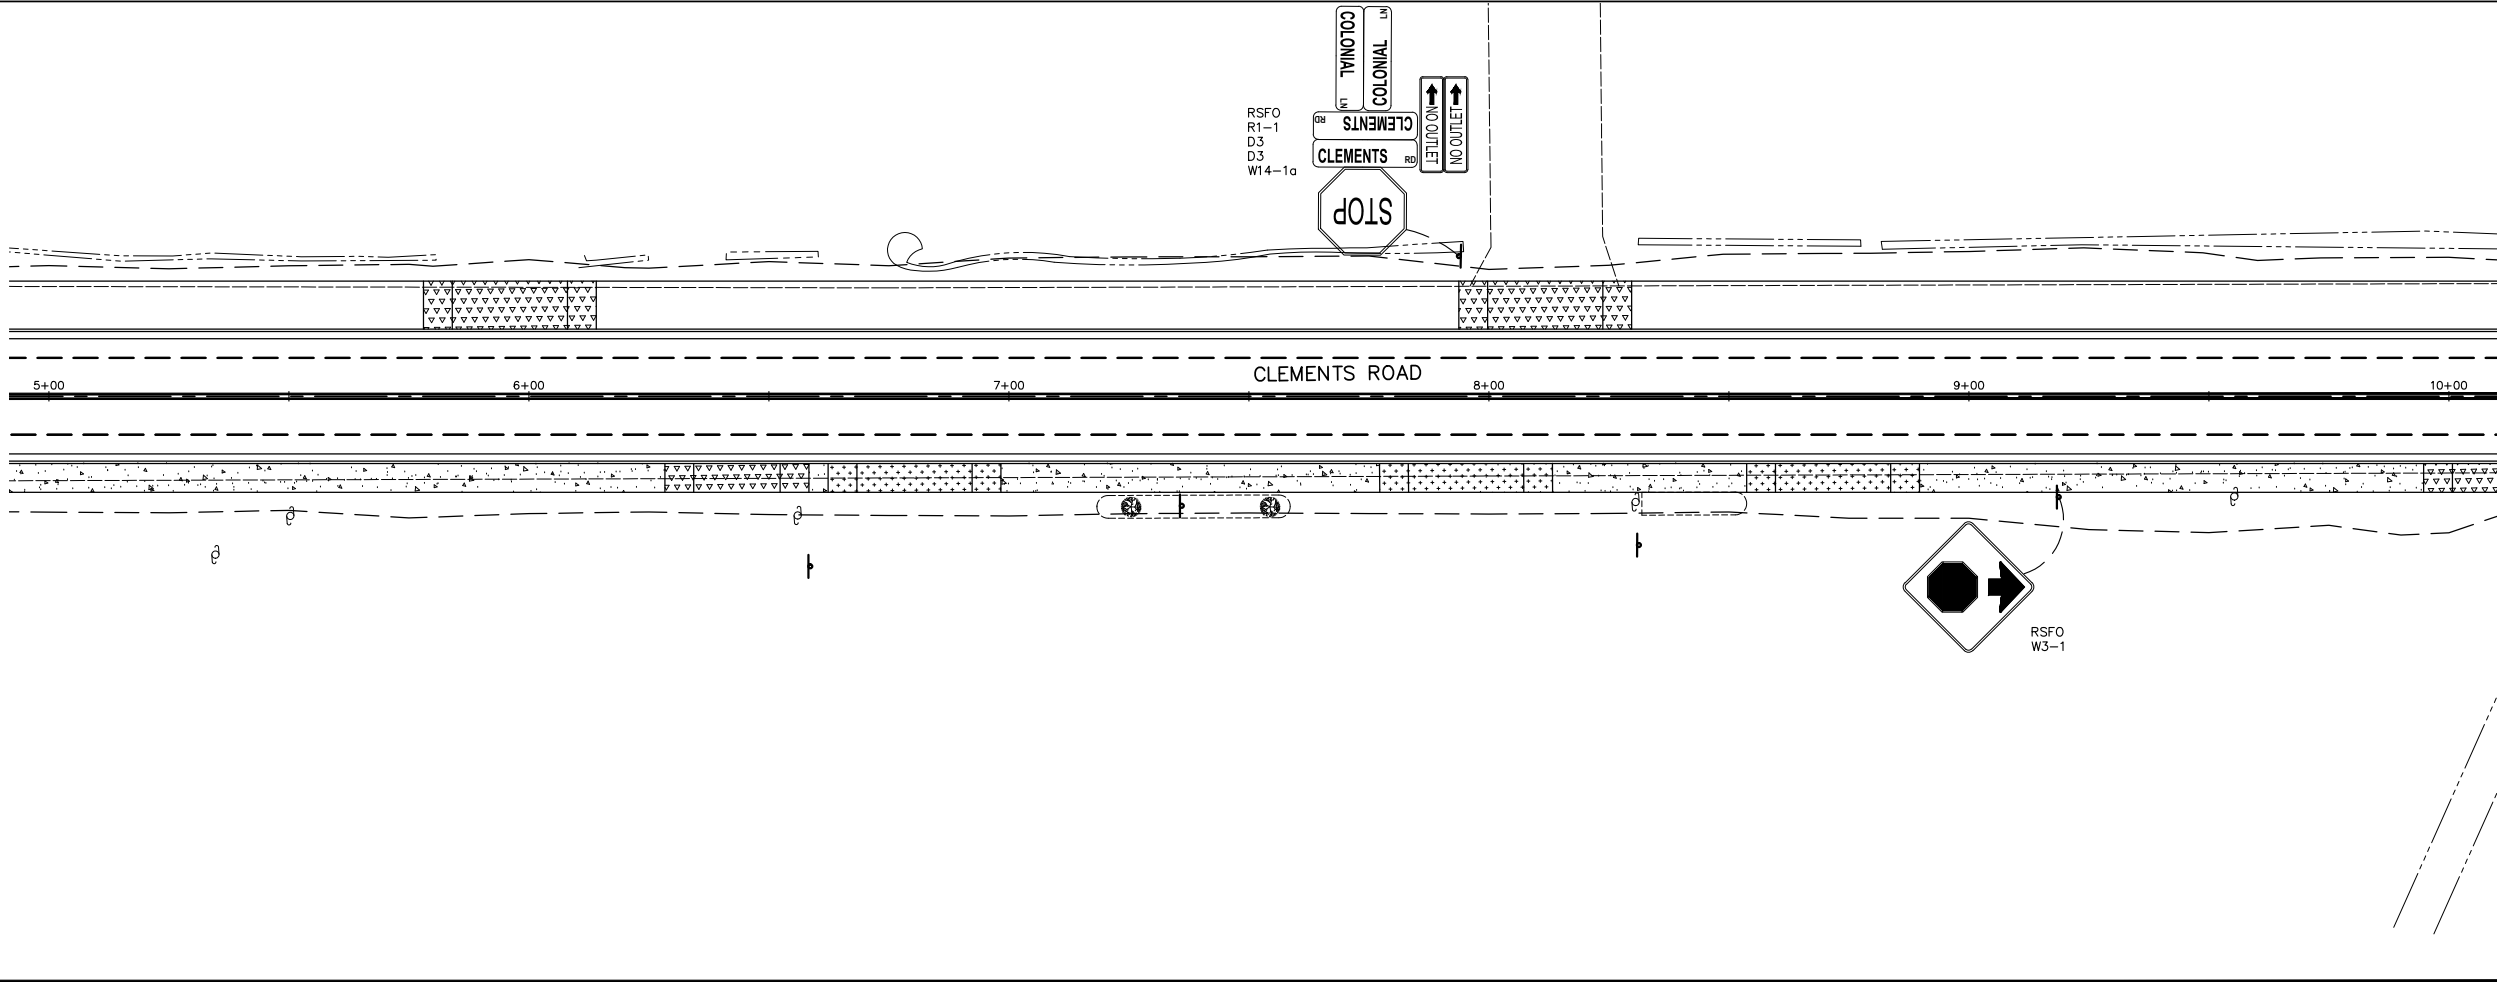 COLONIAL LN
COLONIAL LN
NO OUTLET
NO OUTLET
RSFO
R1-1
D3
D3
W14-1a
CLEMENTS RD
CLEMENTS RD
STOP
CLEMENTS ROAD
5+00 6+00 7+00 8+00 9+00 10+00
RSFO
W3-1